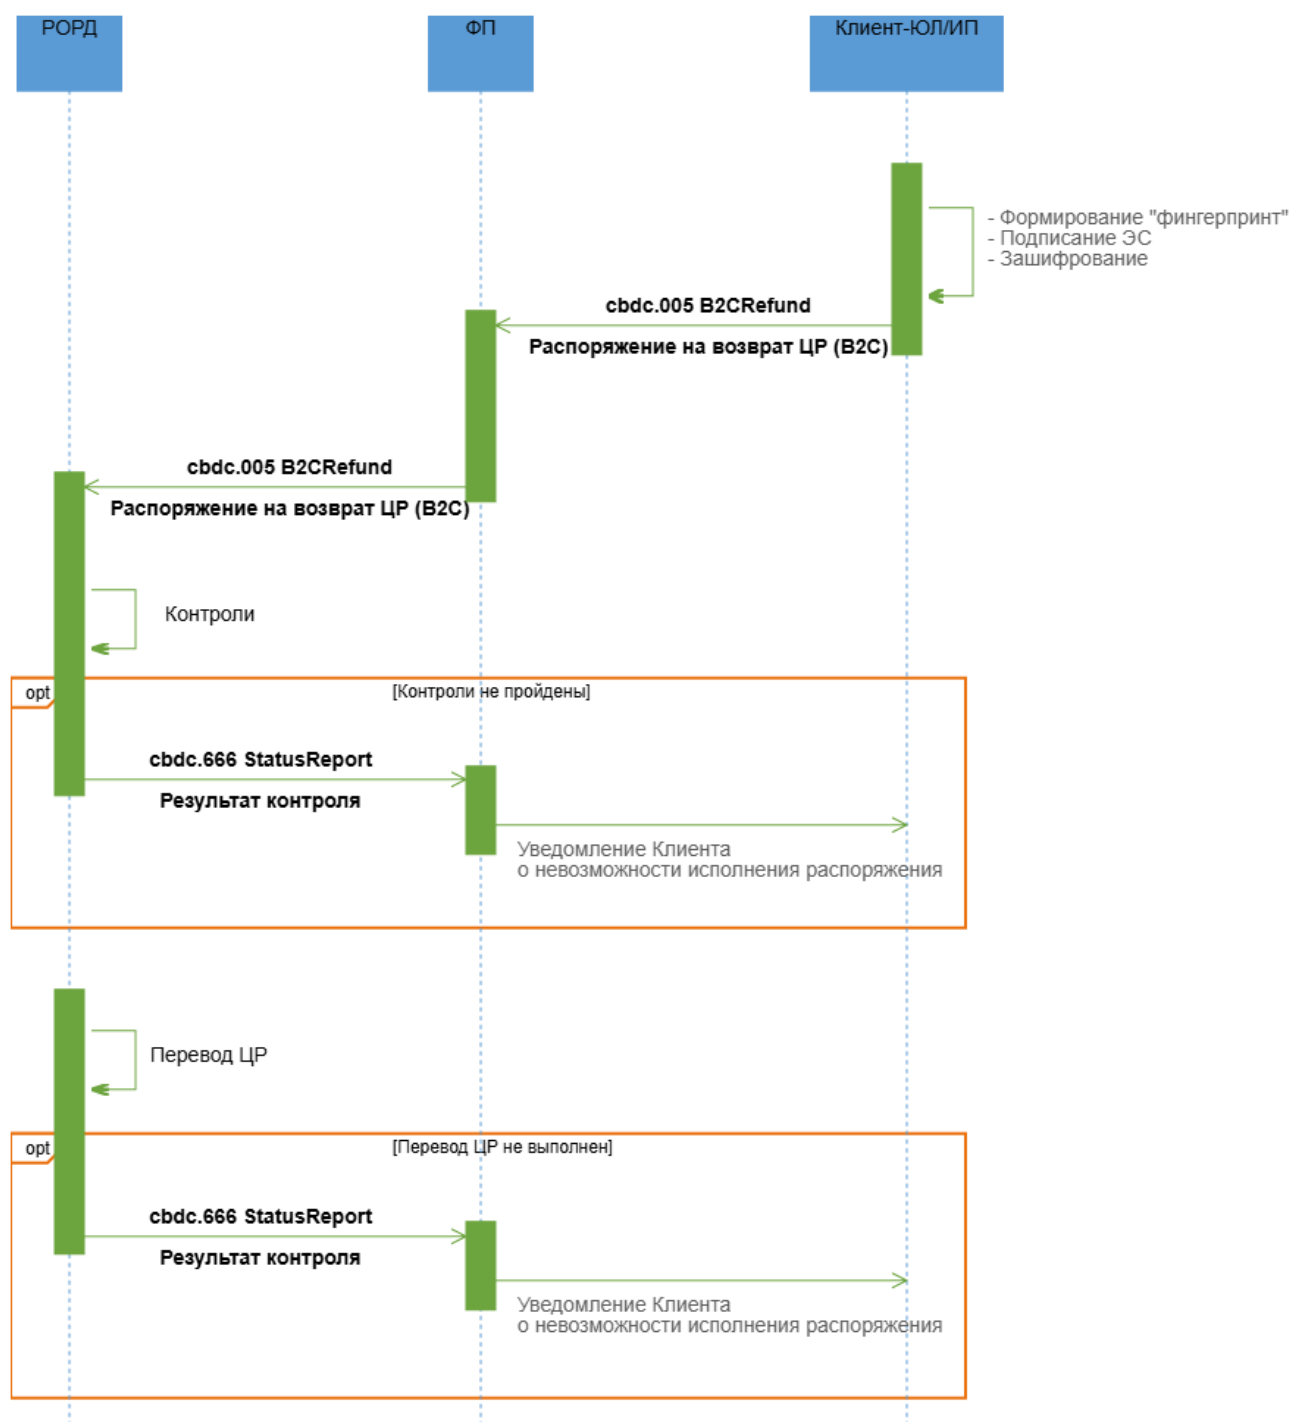 РОРД
ФП
Клиент-ЮЛ/ИП
- Формирование "фингерпринт"
- Подписание ЭС
- Зашифрование
cbdc.005 B2CRefund
Распоряжение на возврат ЦР (B2C)
cbdc.005 B2CRefund
Распоряжение на возврат ЦР (B2C)
Контроли
opt
[Контроли не пройдены]
cbdc.666 StatusReport
Результат контроля
Уведомление Клиента
о невозможности исполнения распоряжения
Перевод ЦР
opt
[Перевод ЦР не выполнен]
cbdc.666 StatusReport
Результат контроля
Уведомление Клиента
о невозможности исполнения распоряжения